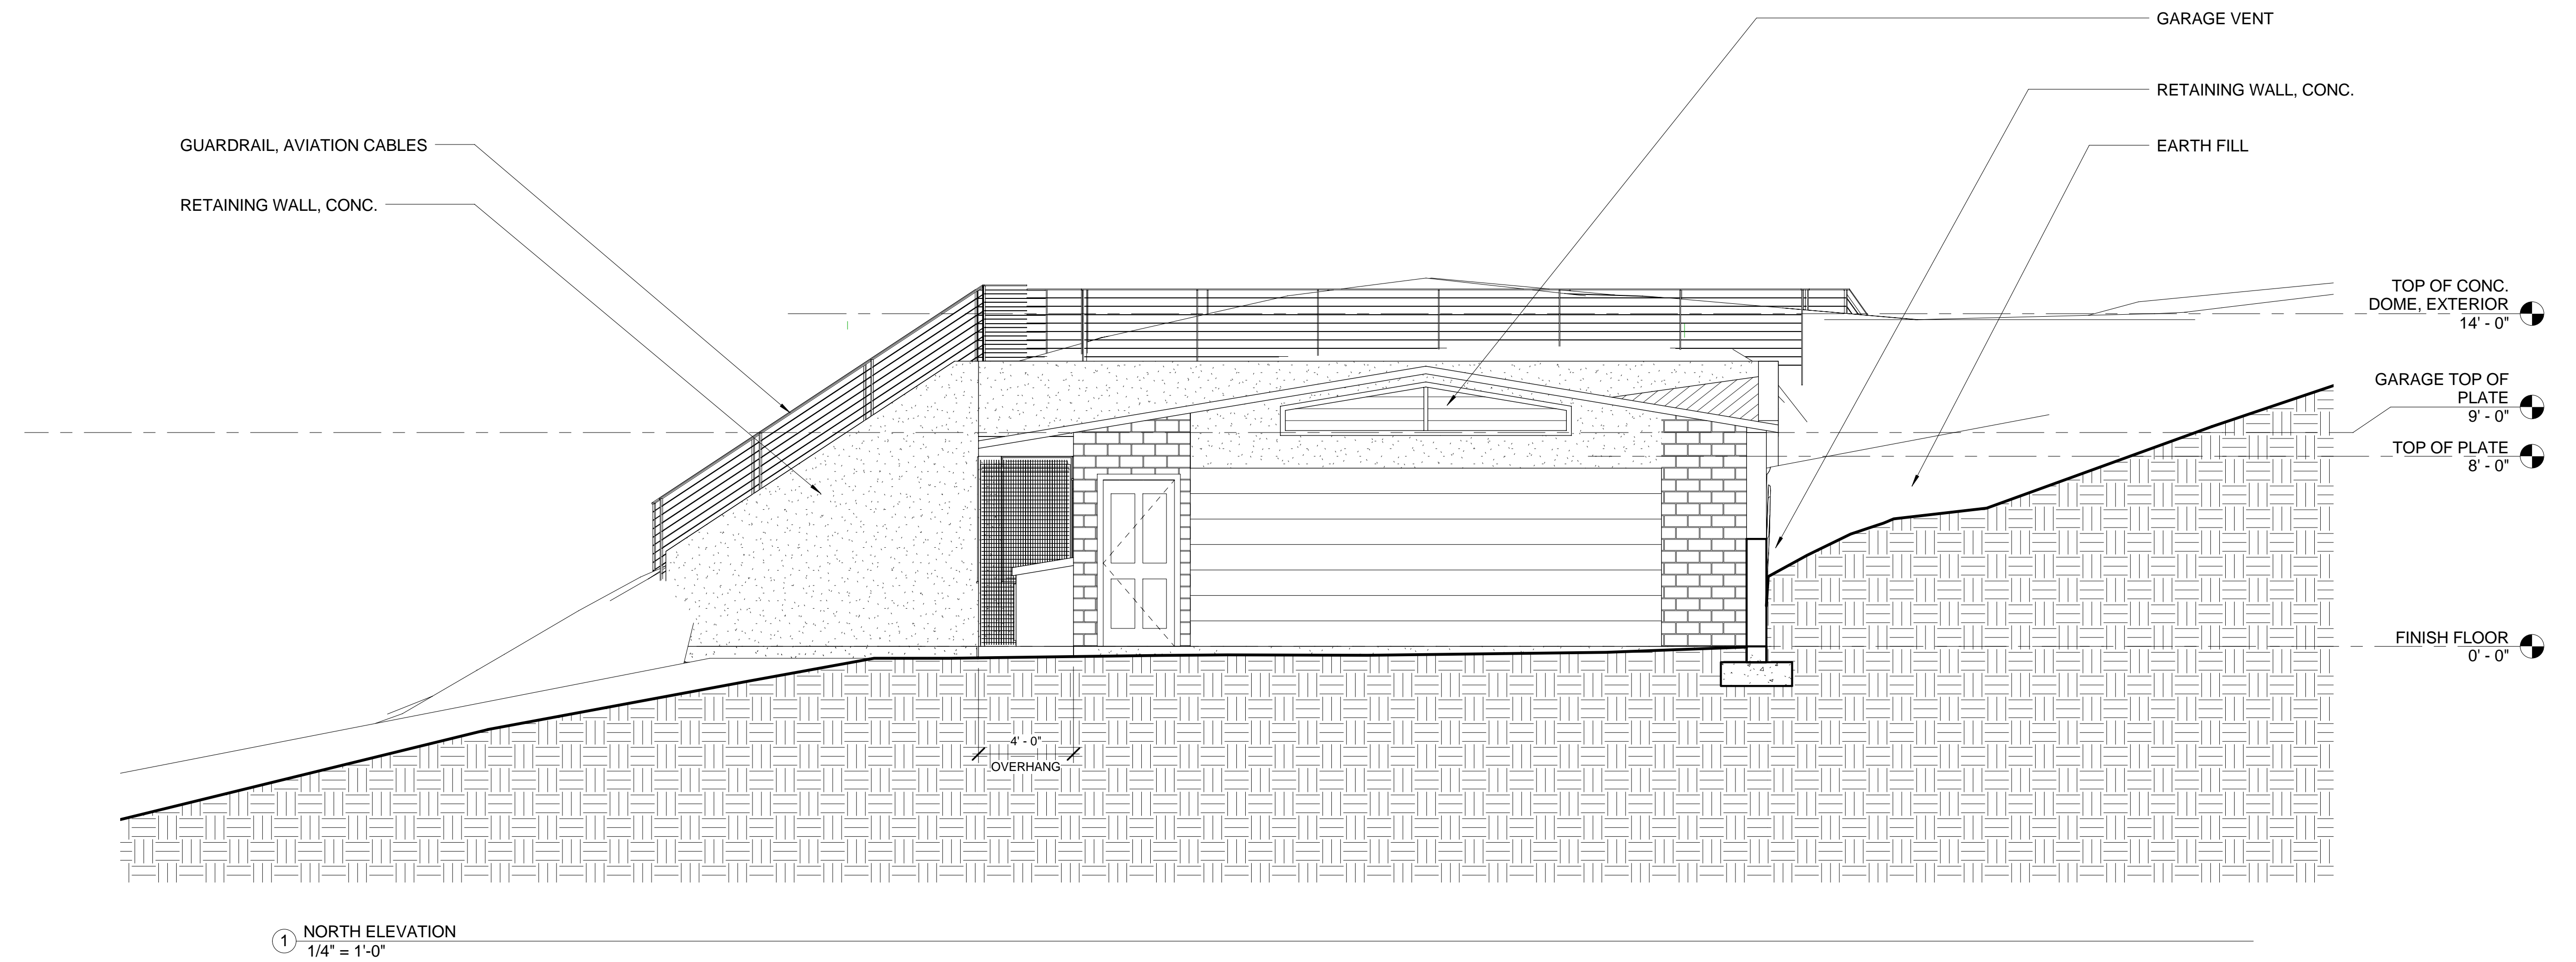 GARAGE VENT
RETAINING WALL, CONC.
EARTH FILL
GUARDRAIL, AVIATION CABLES
RETAINING WALL, CONC.
TOP OF CONC.
DOME, EXTERIOR
14' - 0"
GARAGE TOP OF
PLATE
9' - 0"
TOP OF PLATE
8' - 0"
FINISH FLOOR
0' - 0"
4' - 0"
OVERHANG
1
NORTH ELEVATION
1/4" = 1'-0"